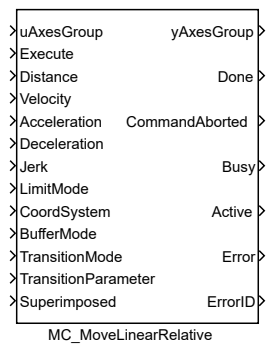 uAxesGroup yAxesGroup
Execute
Distance Done
Velocity
Acceleration CommandAborted
Deceleration
Jerk Busy
LimitMode
CoordSystem Active
BufferMode
TransitionMode Error
TransitionParameter
Superimposed ErrorID
MC_MoveLinearRelative